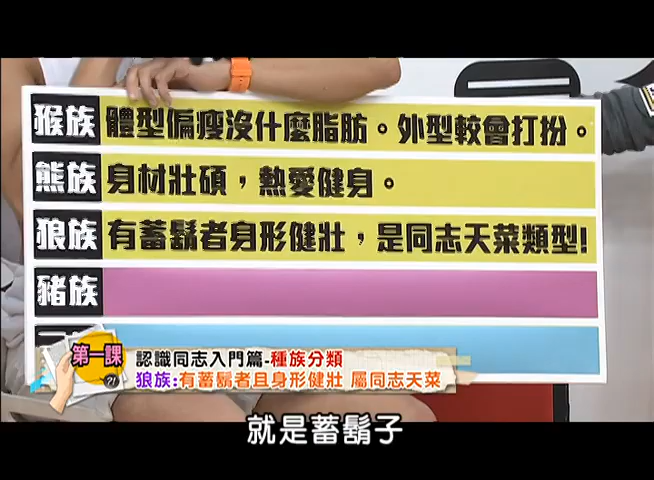 猴族 體型偏瘦沒什麼脂肪。外型較會打扮。
熊族 身材壯碩，熱愛健身。
狼族 有蓄鬍者身形健壯，是同志天菜類型!
豬族
第一課 認識同志入門篇-種族分類
狼族:有蓄鬍者且身形健壯 屬同志天菜
就是蓄鬍子